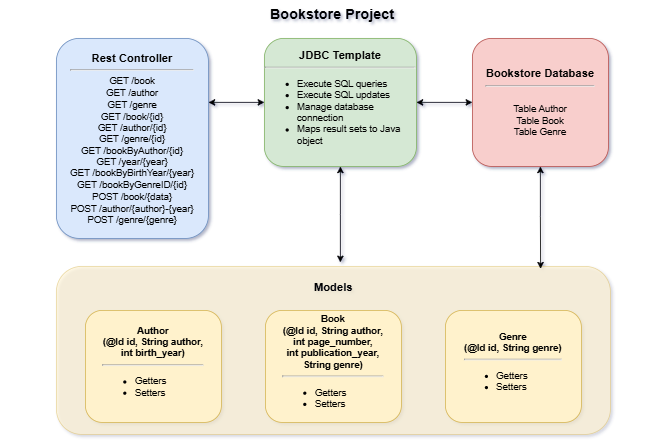 Bookstore Project
Rest Controller
GET /book
GET /author
GET /genre
GET /book/{id}
GET /author/{id}
GET /genre/{id}
GET /bookByAuthor/{id}
GET /year/{year}
GET /bookByBirthYear/{year}
GET /bookByGenreID/{id}
POST /book/{data}
POST /author/{author}-{year}
POST /genre/{genre}
JDBC Template
• Execute SQL queries
• Execute SQL updates
• Manage database
connection
• Maps result sets to Java
object
Bookstore Database
Table Author
Table Book
Table Genre
Models
Author
(@Id id, String author,
int birth_year)
• Getters
• Setters
Book
(@Id id, String author,
int page_number,
int publication_year,
String genre)
• Getters
• Setters
Genre
(@Id id, String genre)
• Getters
• Setters